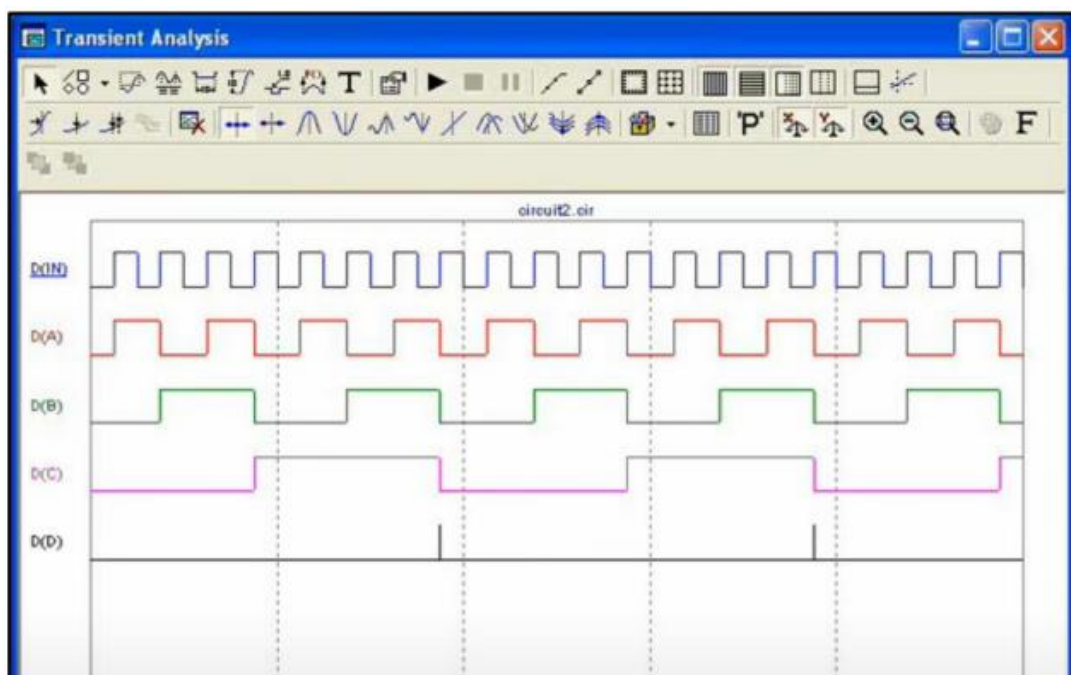 Transient Analysis
T
'P'
X Y
F
circuit2.cir
D(IN)
D(A)
D(B)
D(C)
D(D)